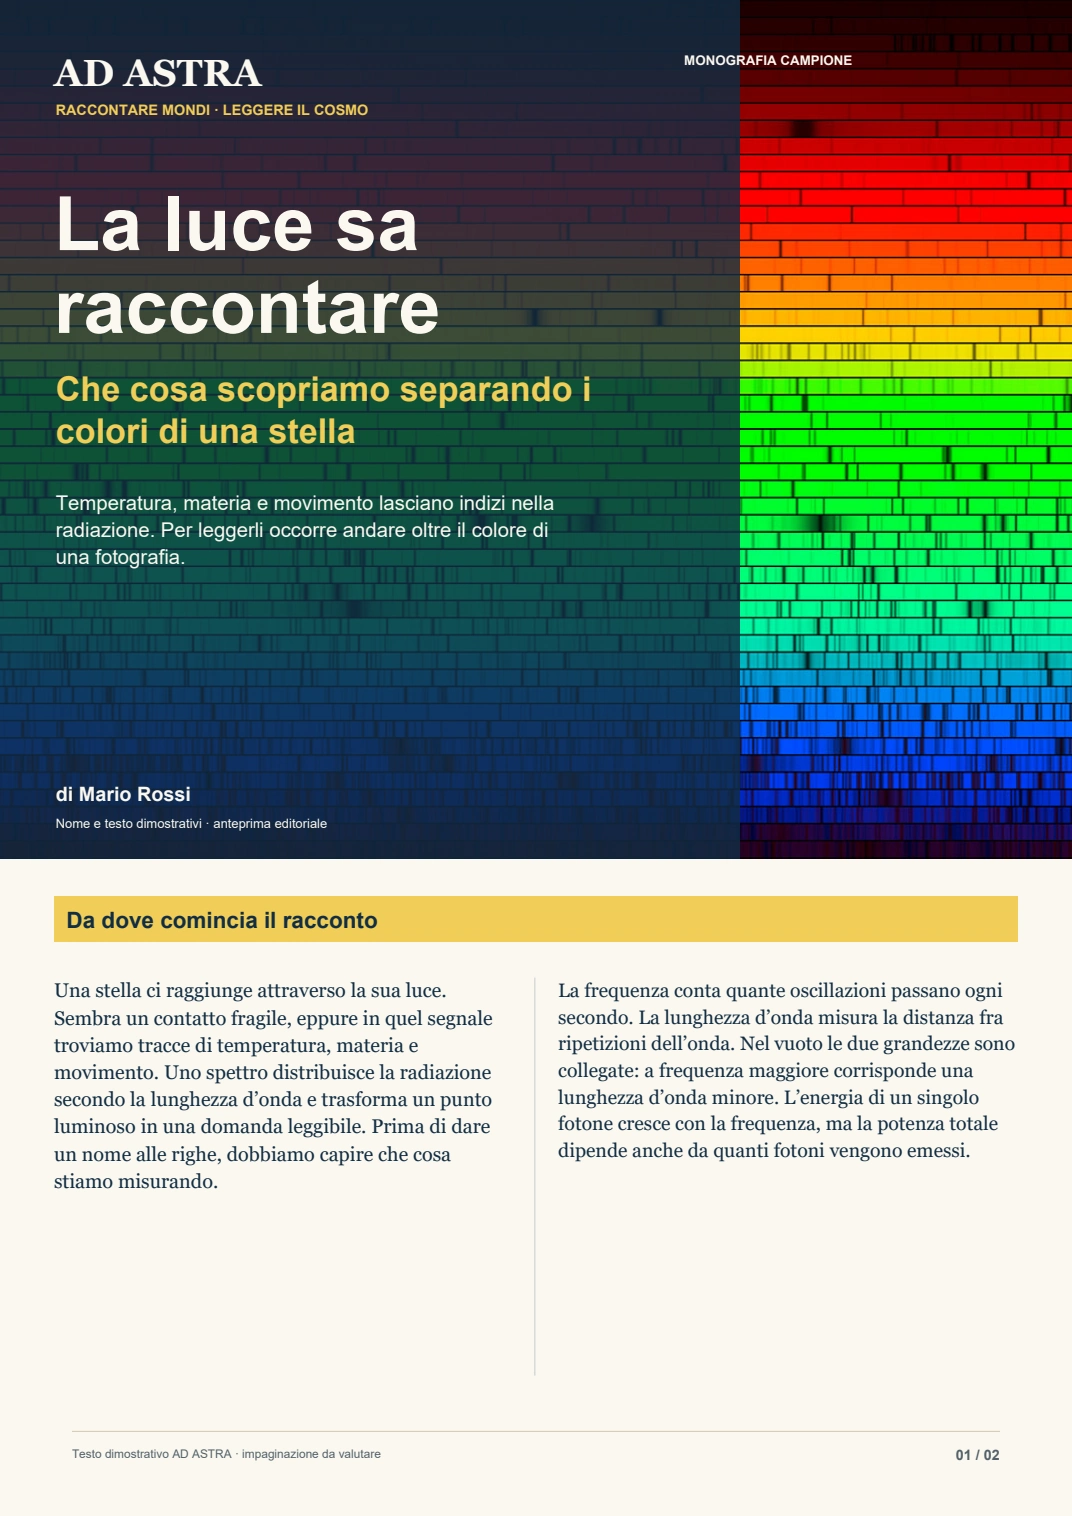 AD ASTRA
RACCONTARE MONDI · LEGGERE IL COSMO
MONOGRAFIA CAMPIONE
La luce sa
raccontare
Che cosa scopriamo separando i
colori di una stella
Temperatura, materia e movimento lasciano indizi nella
radiazione. Per leggerli occorre andare oltre il colore di
una fotografia.
di Mario Rossi
Nome e testo dimostrativi · anteprima editoriale
Da dove comincia il racconto
Una stella ci raggiunge attraverso la sua luce.
Sembra un contatto fragile, eppure in quel segnale
troviamo tracce di temperatura, materia e
movimento. Uno spettro distribuisce la radiazione
secondo la lunghezza d’onda e trasforma un punto
luminoso in una domanda leggibile. Prima di dare
un nome alle righe, dobbiamo capire che cosa
stiamo misurando.
La frequenza conta quante oscillazioni passano ogni
secondo. La lunghezza d’onda misura la distanza fra
ripetizioni dell’onda. Nel vuoto le due grandezze sono
collegate: a frequenza maggiore corrisponde una
lunghezza d’onda minore. L’energia di un singolo
fotone cresce con la frequenza, ma la potenza totale
dipende anche da quanti fotoni vengono emessi.
Testo dimostrativo AD ASTRA · impaginazione da valutare
01 / 02